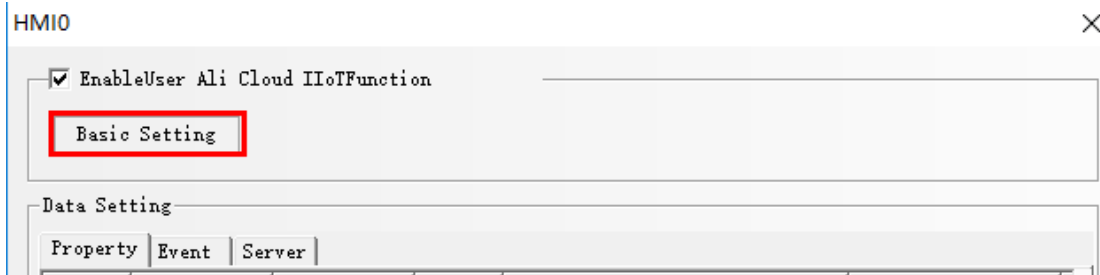 HMI0
EnableUser Ali Cloud IIoTFunction
Basic Setting
Data Setting
Property Event Server